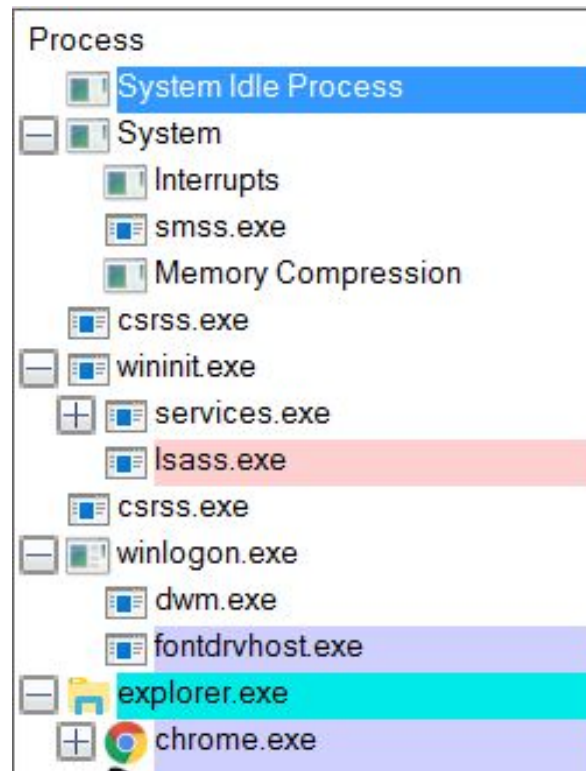 Process
System Idle Process
System
Interrupts
smss.exe
Memory Compression
csrss.exe
wininit.exe
services.exe
lsass.exe
csrss.exe
winlogon.exe
dwm.exe
fontdrvhost.exe
explorer.exe
chrome.exe